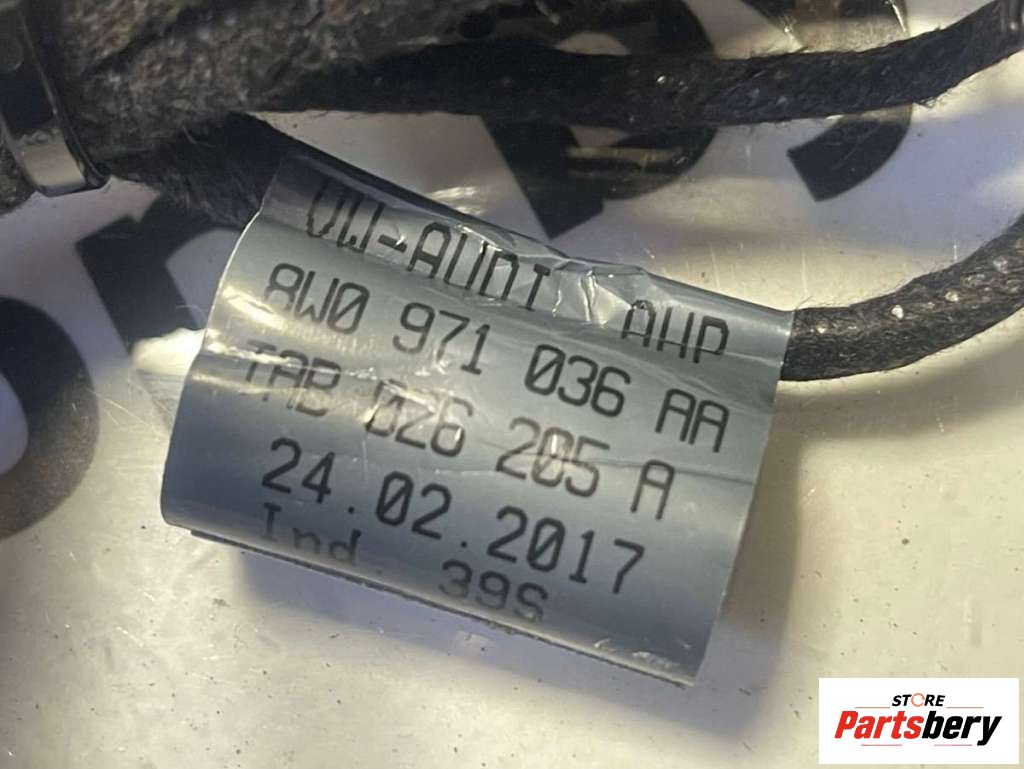 VW-AUDI AHP
8W0 971 036 AA
TAB 026 205 A
24.02.2017
Ind. 39S
STORE
Partsbery